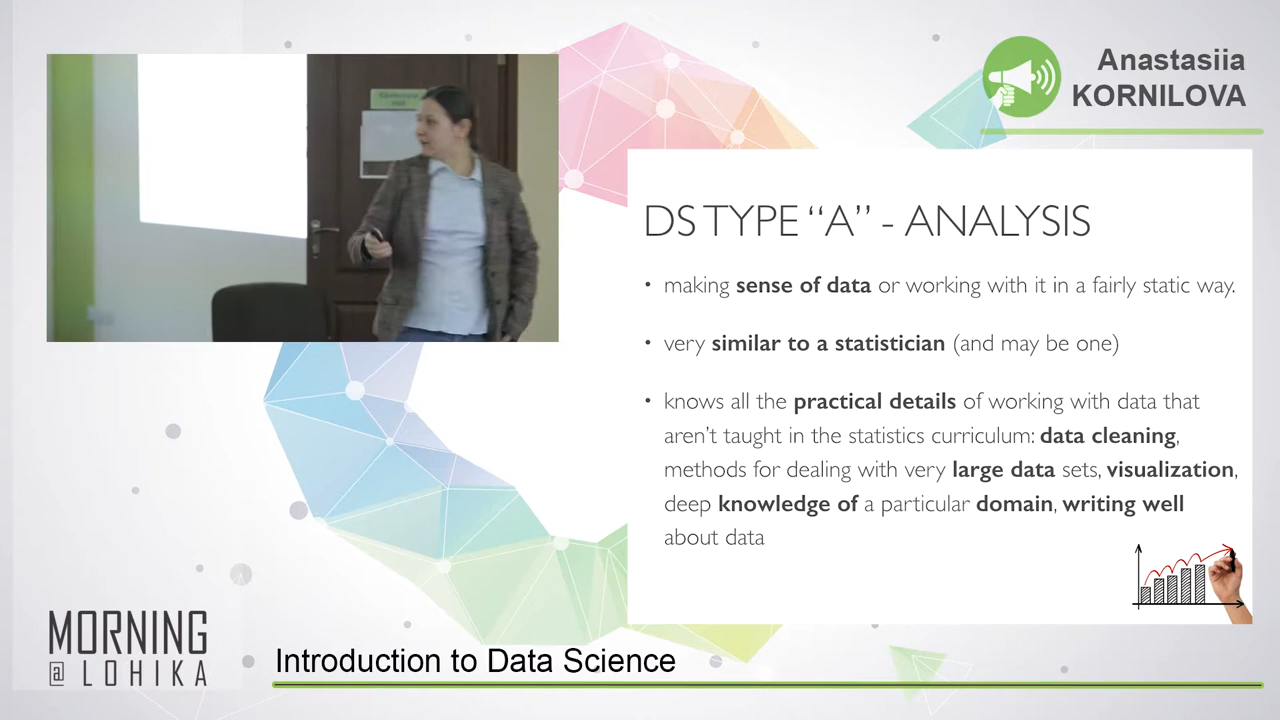 Anastasiia
KORNILOVA
DS TYPE “A” - ANALYSIS
• making sense of data or working with it in a fairly static way.
• very similar to a statistician (and may be one)
• knows all the practical details of working with data that
aren’t taught in the statistics curriculum: data cleaning,
methods for dealing with very large data sets, visualization,
deep knowledge of a particular domain, writing well
about data
MORNING
@ LOHIKA
Introduction to Data Science